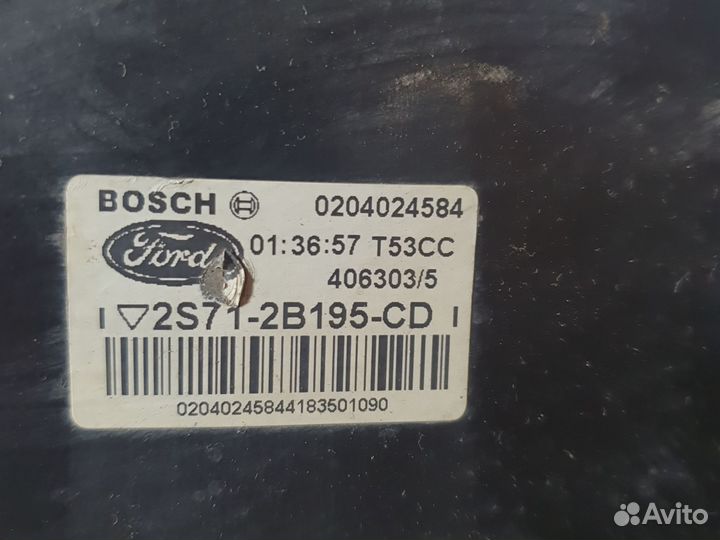 BOSCH 0204024584
Ford 01:36:57 T53CC
406303/5
I ▽2S71-2B195-CD I
02040245844183501090
Avito